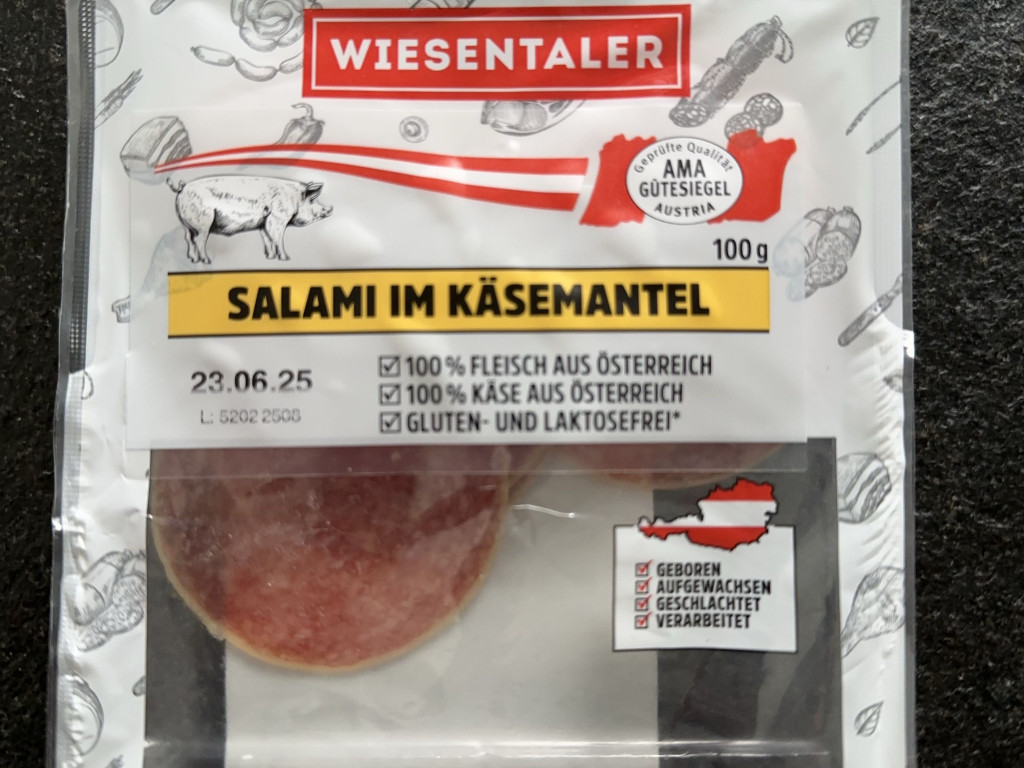 WIESENTALER
Geprüfte Qualität
AMA
GÜTESIEGEL
AUSTRIA
100 g
SALAMI IM KÄSEMANTEL
23.06.25
L: 5202 2508
☑ 100 % FLEISCH AUS ÖSTERREICH
☑ 100 % KÄSE AUS ÖSTERREICH
☑ GLUTEN- UND LAKTOSEFREI*
☑ GEBOREN
☑ AUFGEWACHSEN
☑ GESCHLACHTET
☑ VERARBEITET